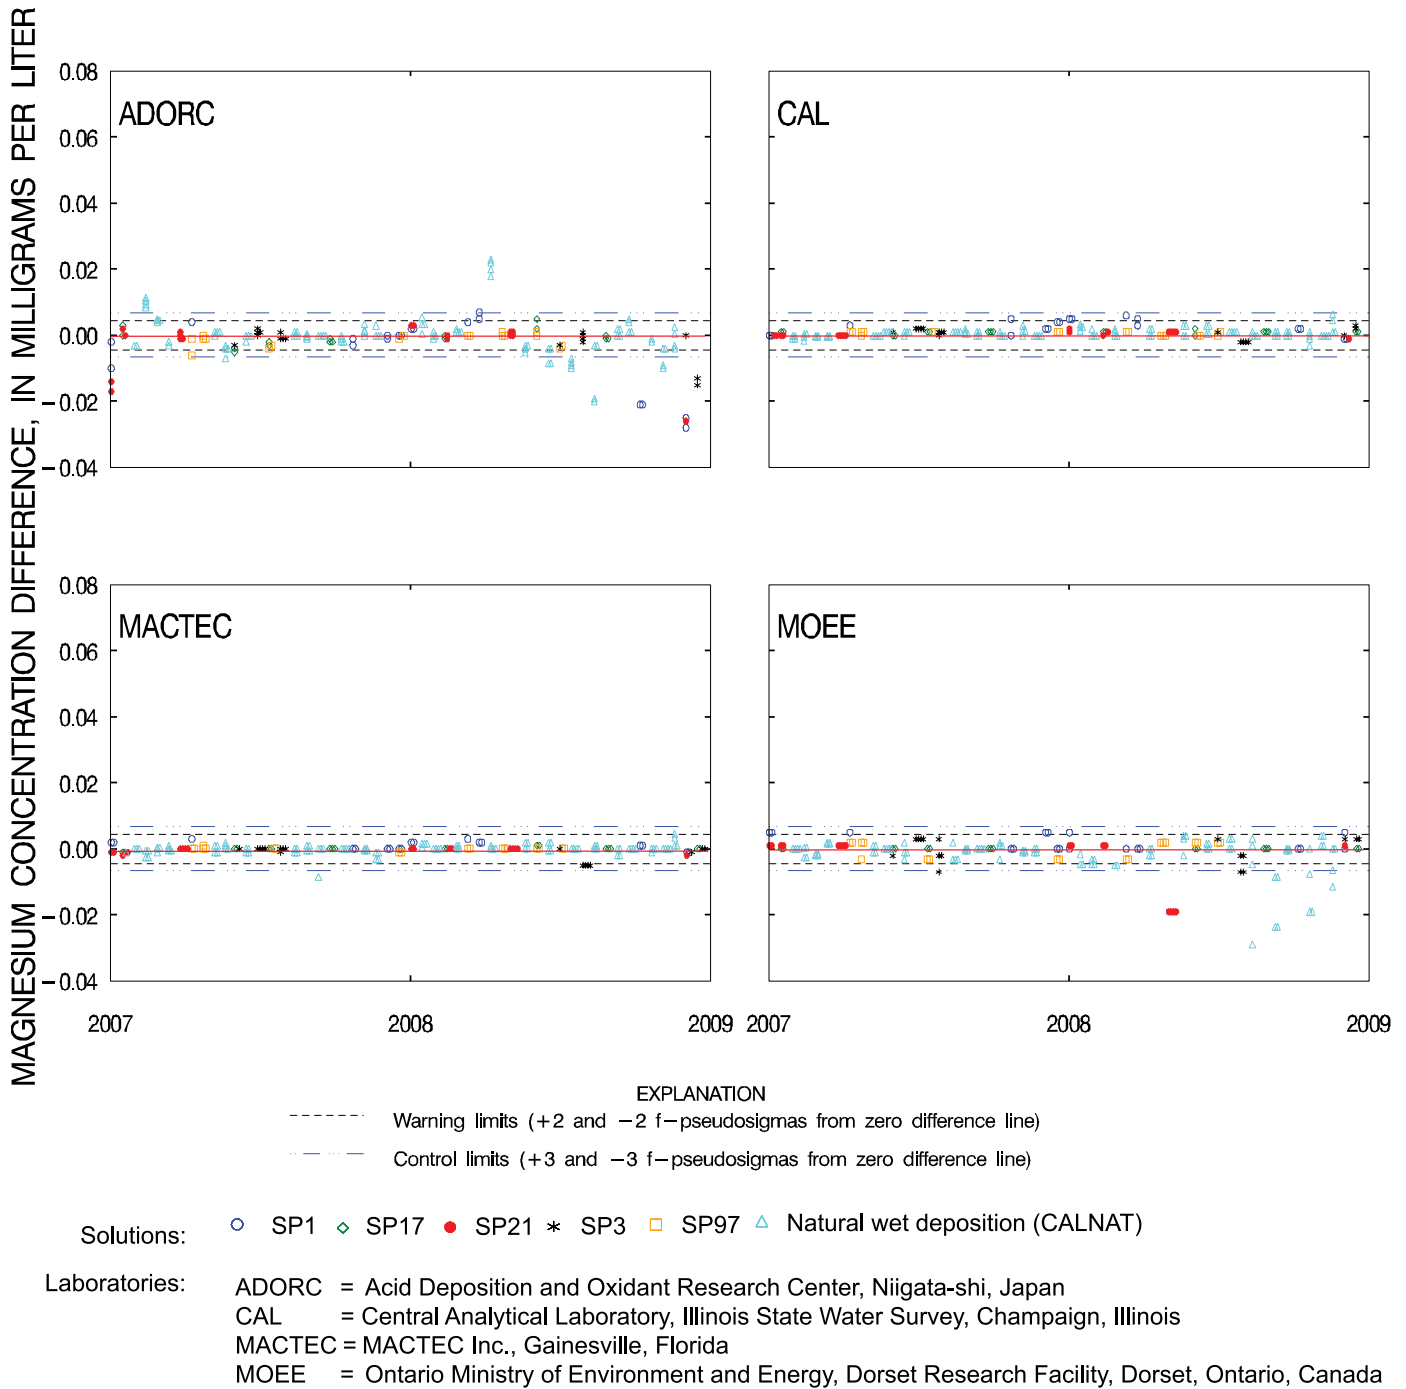 MAGNESIUM CONCENTRATION DIFFERENCE, IN MILLIGRAMS PER LITER
0.08
0.06
0.04
0.02
0.00
−0.02
−0.04
ADORC
CAL
0.08
0.06
0.04
0.02
0.00
−0.02
−0.04
MACTEC
MOEE
2007 2008 2009 2007 2008 2009
EXPLANATION
Warning limits (+2 and −2 f−pseudosigmas from zero difference line)
Control limits (+3 and −3 f−pseudosigmas from zero difference line)
Solutions: SP1 SP17 SP21 SP3 SP97 Natural wet deposition (CALNAT)
Laboratories: ADORC = Acid Deposition and Oxidant Research Center, Niigata-shi, Japan
CAL = Central Analytical Laboratory, Illinois State Water Survey, Champaign, Illinois
MACTEC = MACTEC Inc., Gainesville, Florida
MOEE = Ontario Ministry of Environment and Energy, Dorset Research Facility, Dorset, Ontario, Canada